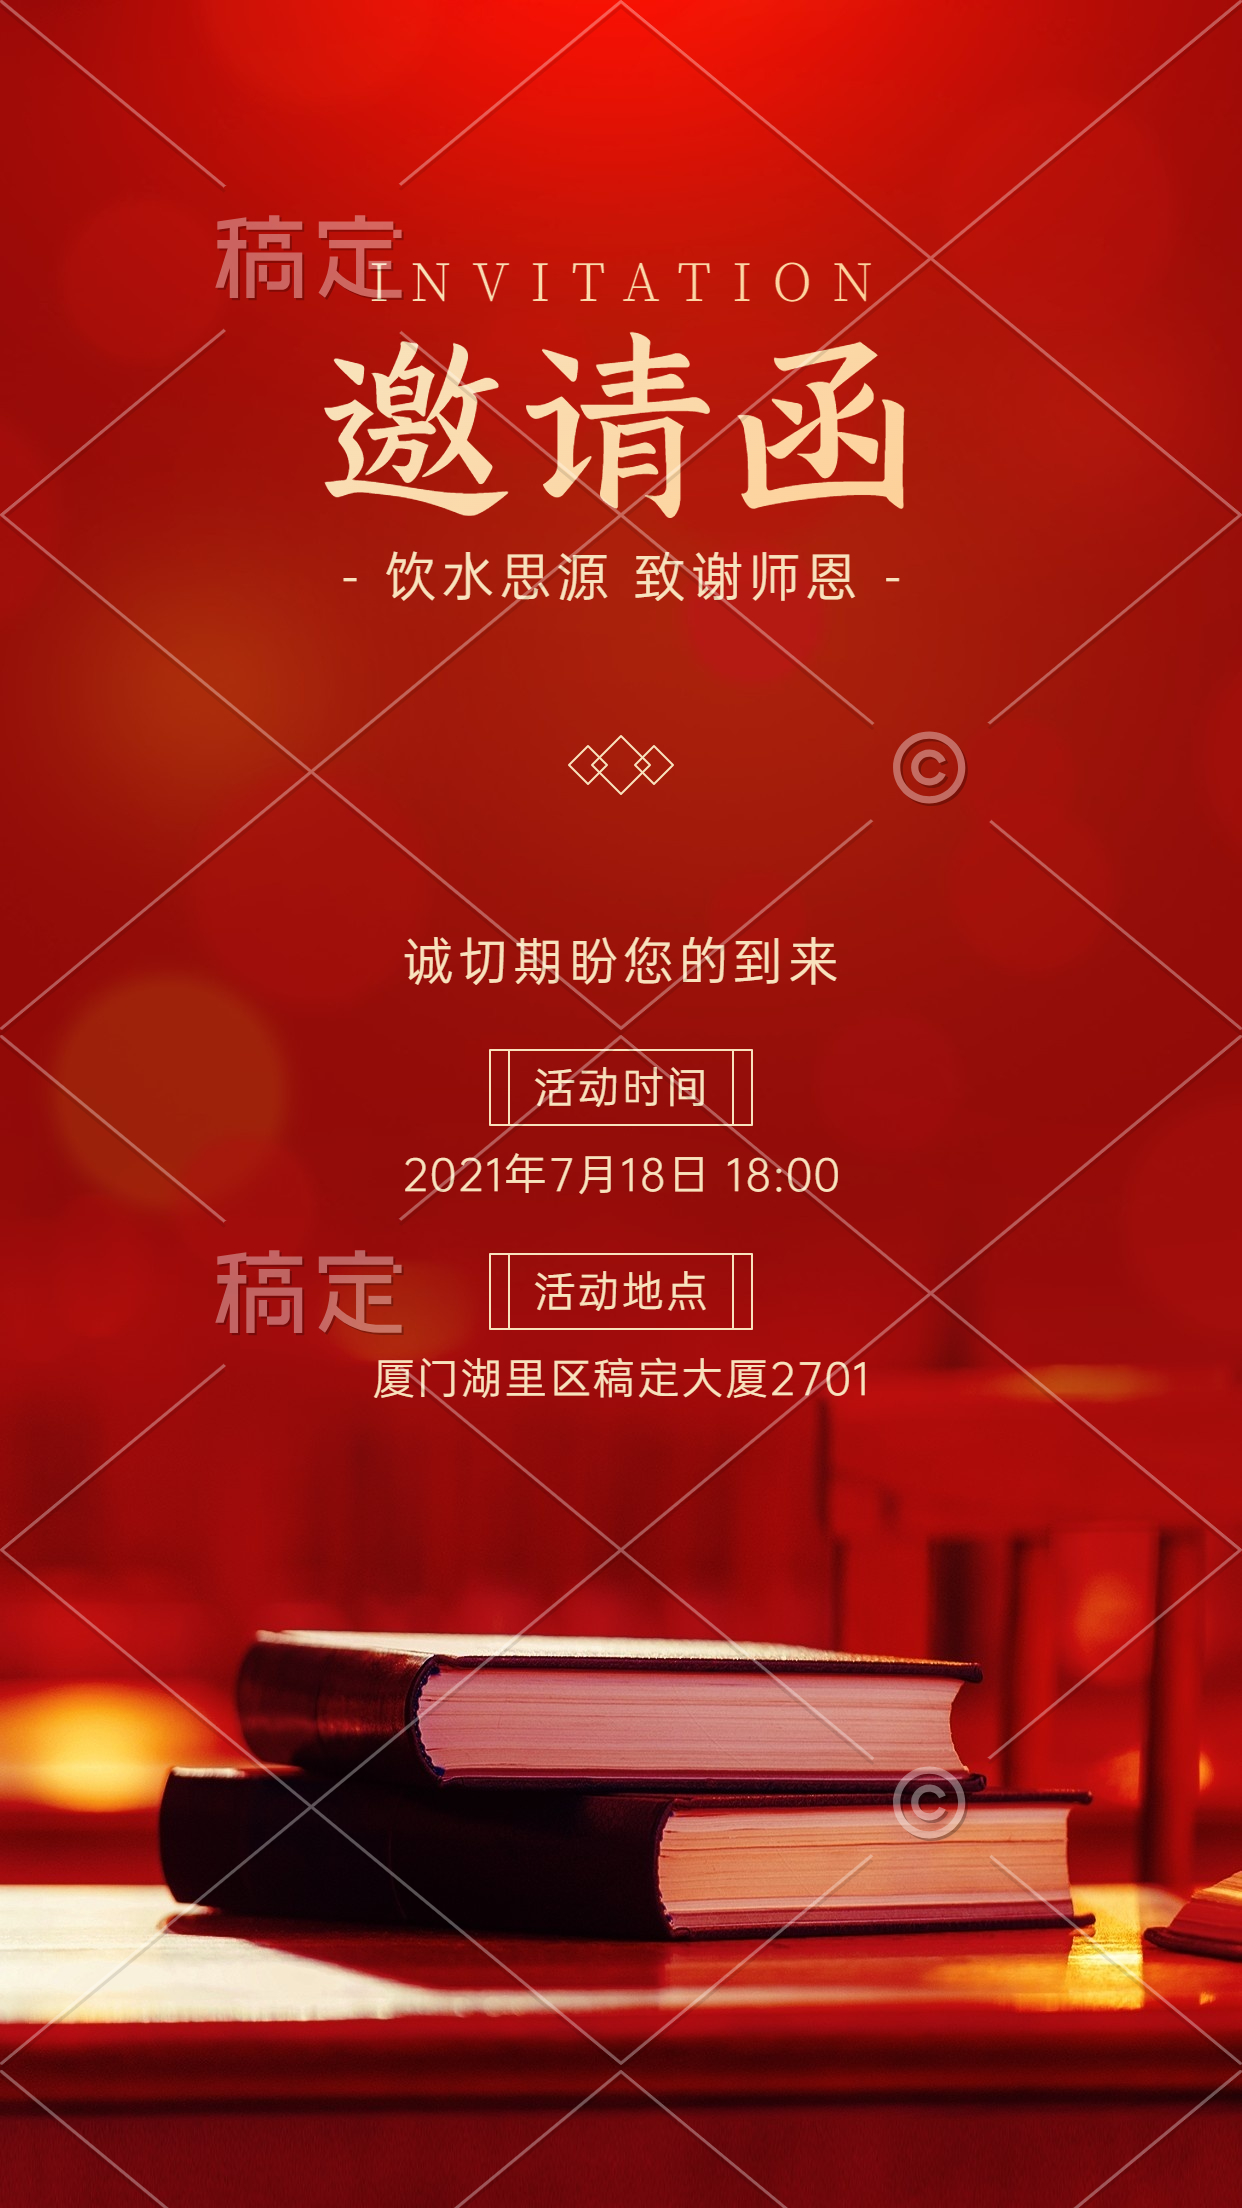 稿定
INVITATION
邀请函
- 饮水思源 致谢师恩 -
©
诚切期盼您的到来
活动时间
2021年7月18日 18:00
稿定
活动地点
厦门湖里区稿定大厦2701
©